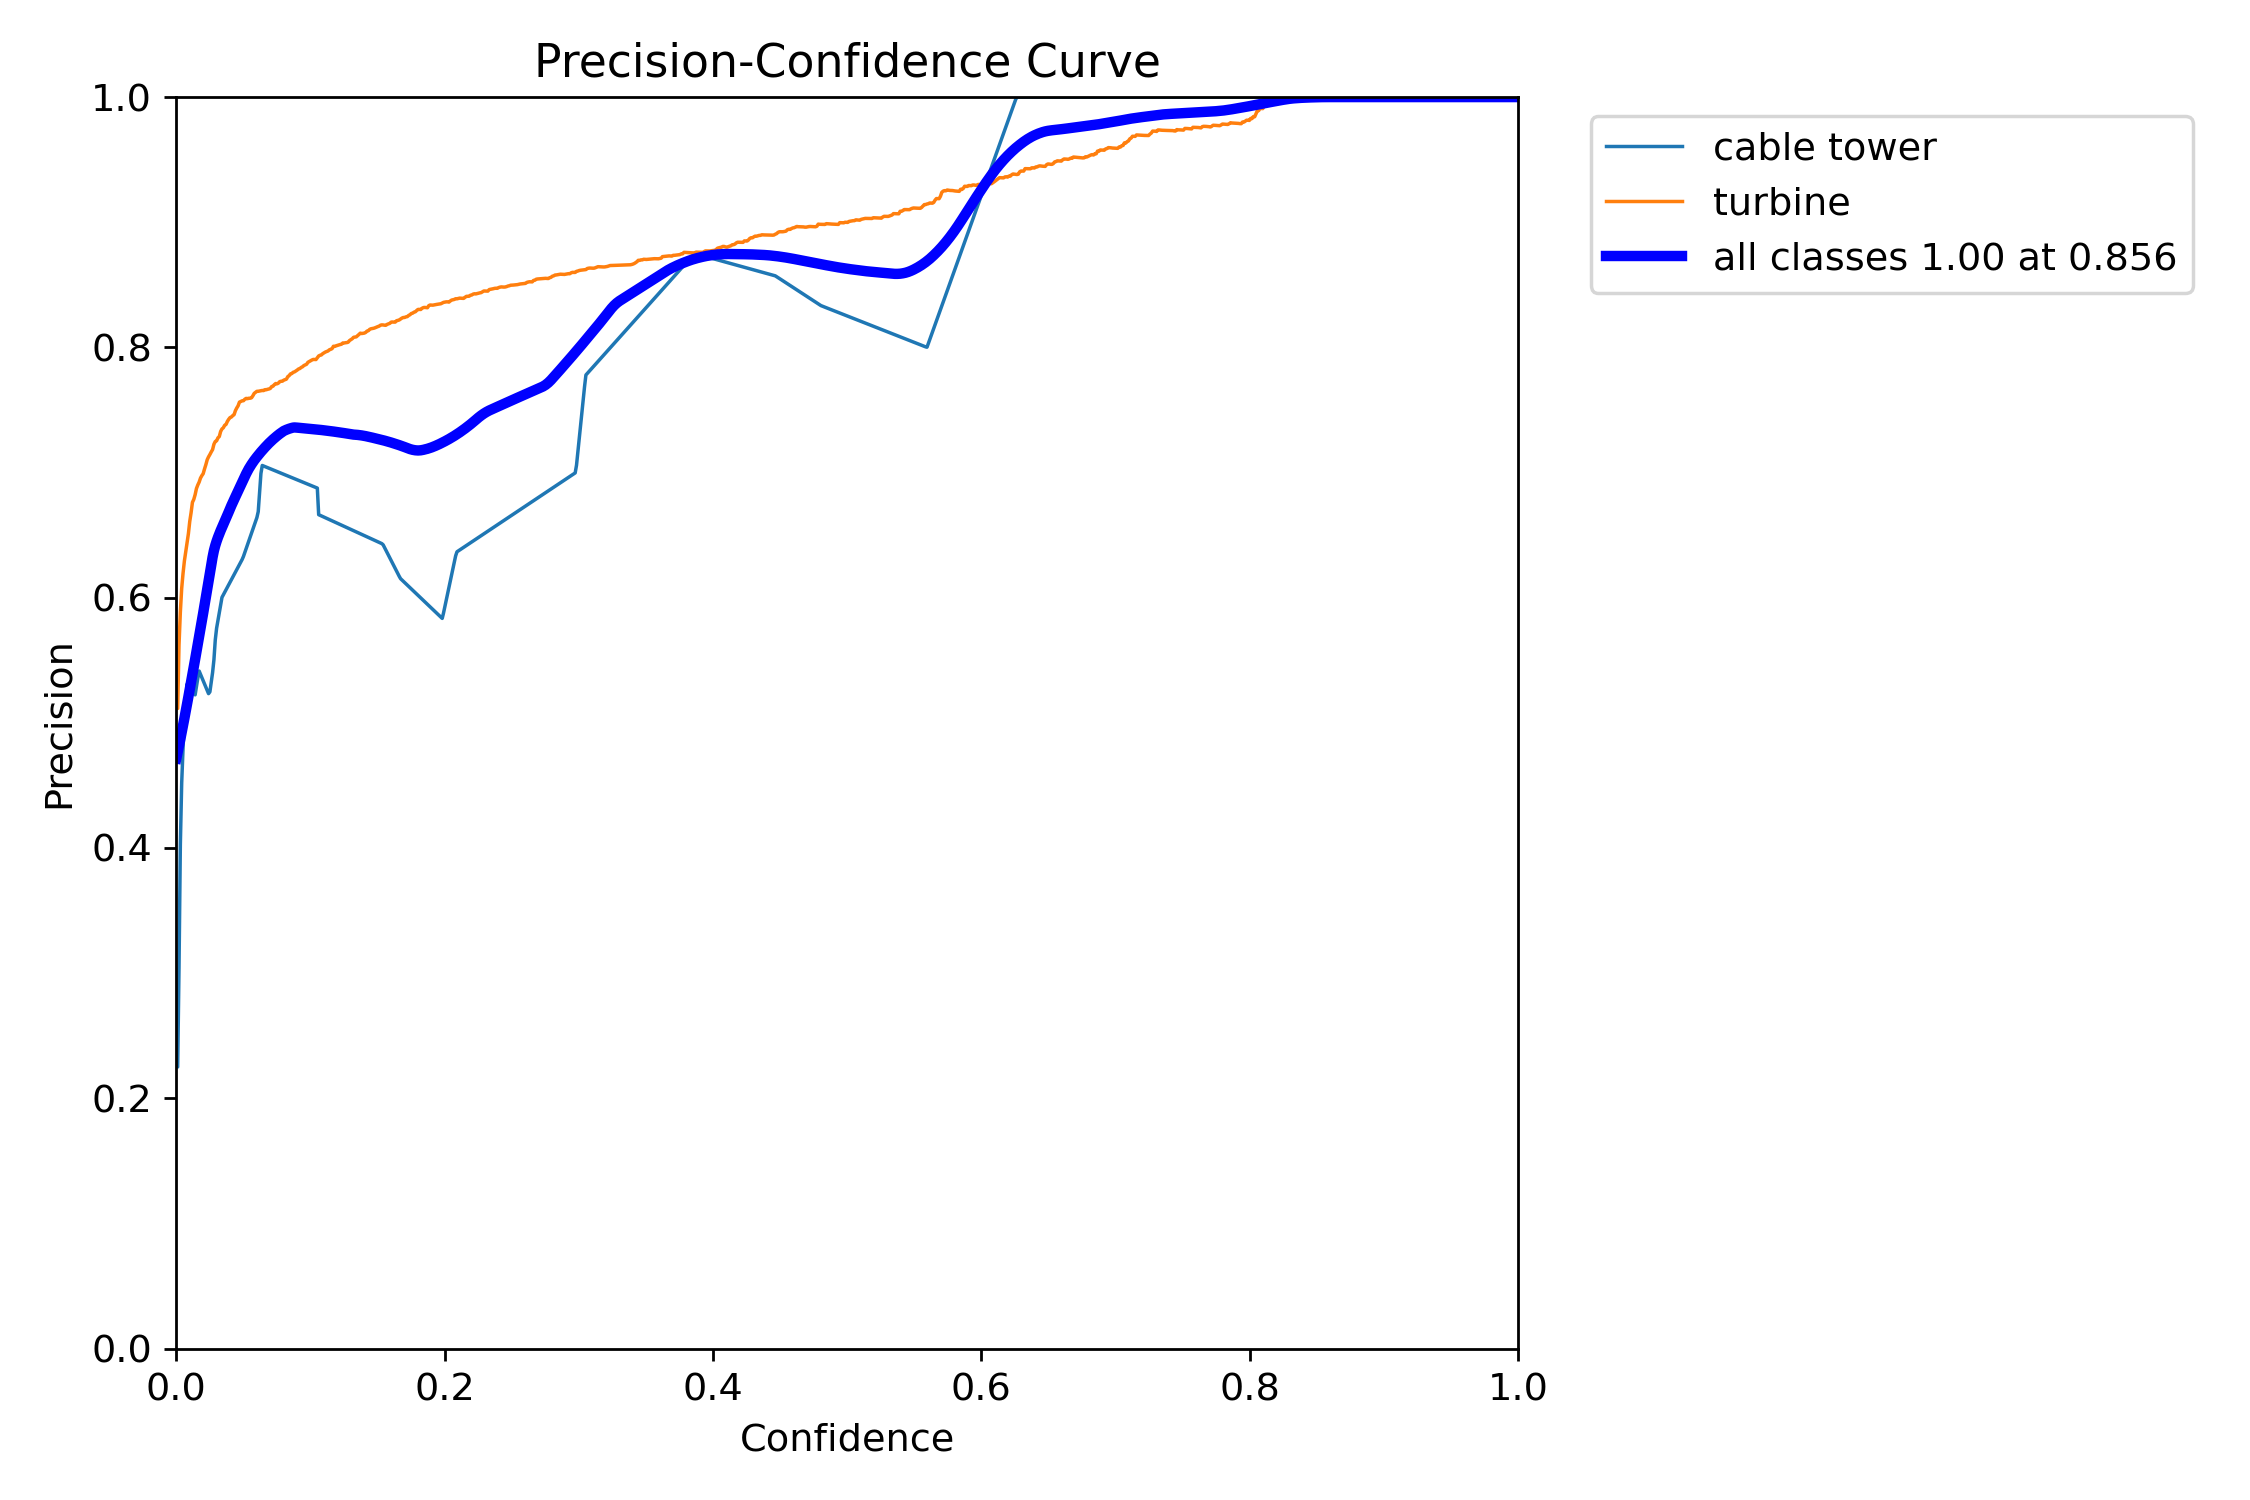 Precision-Confidence Curve
1.0
0.8
0.6
0.4
0.2
0.0
Precision
0.0 0.2 0.4 0.6 0.8 1.0
Confidence
cable tower
turbine
all classes 1.00 at 0.856